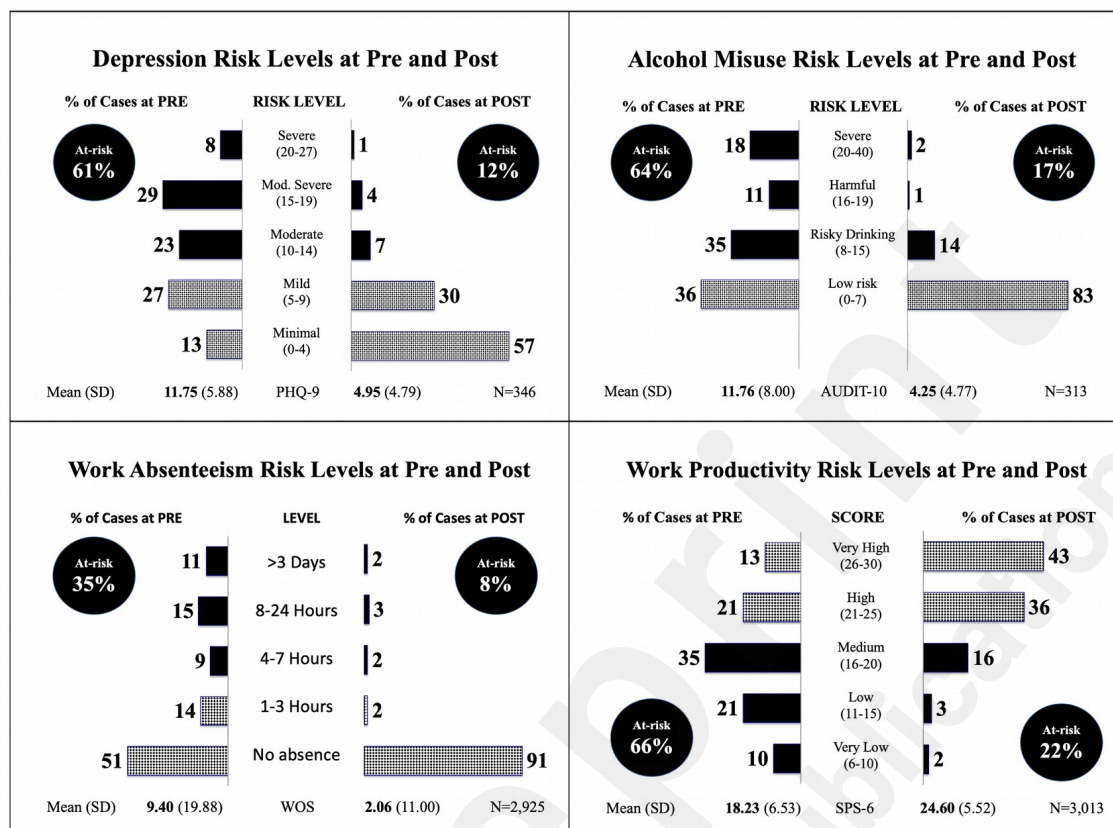 Depression Risk Levels at Pre and Post
% of Cases at PRE RISK LEVEL % of Cases at POST
At-risk
61%
At-risk
12%
8 Severe 1
(20-27)
29 Mod. Severe 4
(15-19)
23 Moderate 7
(10-14)
27 Mild 30
(5-9)
13 Minimal 57
(0-4)
Mean (SD) 11.75 (5.88) PHQ-9 4.95 (4.79) N=346
Alcohol Misuse Risk Levels at Pre and Post
% of Cases at PRE RISK LEVEL % of Cases at POST
At-risk
64%
At-risk
17%
18 Severe 2
(20-40)
11 Harmful 1
(16-19)
35 Risky Drinking 14
(8-15)
36 Low risk 83
(0-7)
Mean (SD) 11.76 (8.00) AUDIT-10 4.25 (4.77) N=313
Work Absenteeism Risk Levels at Pre and Post
% of Cases at PRE LEVEL % of Cases at POST
At-risk
35%
At-risk
8%
11 >3 Days 2
15 8-24 Hours 3
9 4-7 Hours 2
14 1-3 Hours 2
51 No absence 91
Mean (SD) 9.40 (19.88) WOS 2.06 (11.00) N=2,925
Work Productivity Risk Levels at Pre and Post
% of Cases at PRE SCORE % of Cases at POST
13 Very High 43
(26-30)
21 High 36
(21-25)
35 Medium 16
(16-20)
21 Low 3
(11-15)
10 Very Low 2
(6-10)
At-risk
66%
At-risk
22%
Mean (SD) 18.23 (6.53) SPS-6 24.60 (5.52) N=3,013